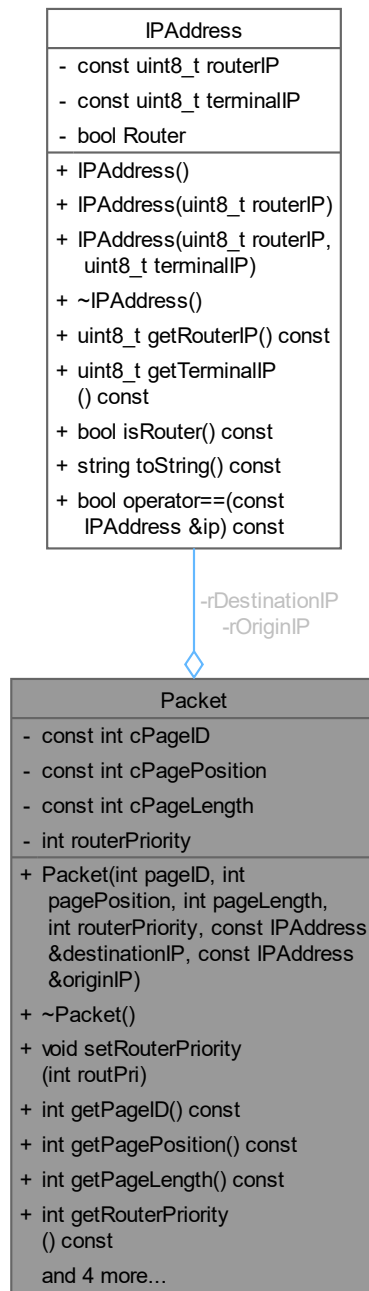 IPAddress
- const uint8_t routerIP
- const uint8_t terminalIP
- bool Router
+ IPAddress()
+ IPAddress(uint8_t routerIP)
+ IPAddress(uint8_t routerIP,
uint8_t terminalIP)
+ ~IPAddress()
+ uint8_t getRouterIP() const
+ uint8_t getTerminalIP
() const
+ bool isRouter() const
+ string toString() const
+ bool operator==(const
IPAddress &ip) const
-rDestinationIP
-rOriginIP
Packet
- const int cPageID
- const int cPagePosition
- const int cPageLength
- int routerPriority
+ Packet(int pageID, int
pagePosition, int pageLength,
int routerPriority, const IPAddress
&destinationIP, const IPAddress
&originIP)
+ ~Packet()
+ void setRouterPriority
(int routPri)
+ int getPageID() const
+ int getPagePosition() const
+ int getPageLength() const
+ int getRouterPriority
() const
and 4 more...